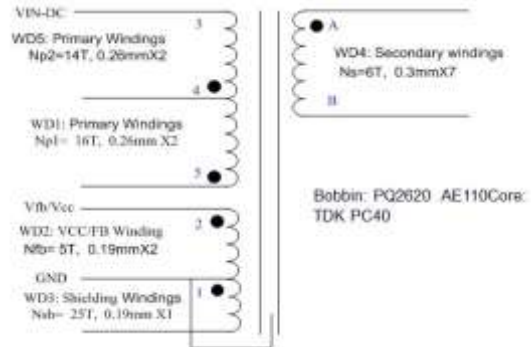 VIN-DC
3
WD5: Primary Windings
Np2=14T, 0.26mmX2
4
WD1: Primary Windings
Np1= 16T, 0.26mm X2
5
Vfb/Vcc
2
WD2: VCC/FB Winding
Nfb= 5T, 0.19mmX2
GND
1
WD3: Shielding Windings
Nsh= 25T, 0.19mm X1
A
WD4: Secondary windings
Ns=6T, 0.3mmX7
B
Bobbin: PQ2620 AE110Core:
TDK PC40